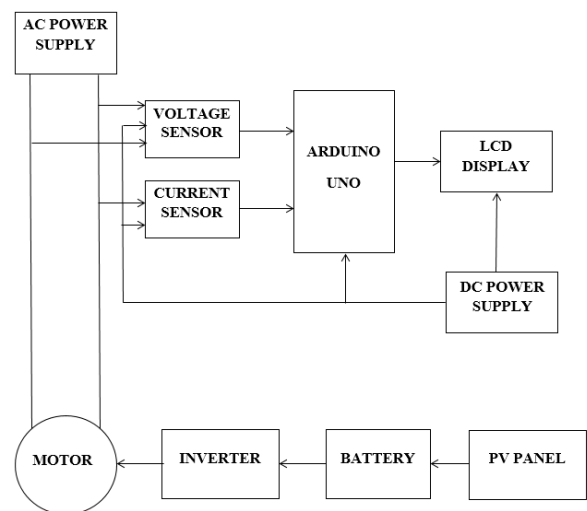 AC POWER
SUPPLY
VOLTAGE
SENSOR
ARDUINO
UNO
LCD
DISPLAY
CURRENT
SENSOR
DC POWER
SUPPLY
MOTOR
INVERTER
BATTERY
PV PANEL